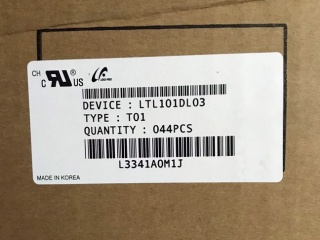 CH
C US
DEVICE : LTL101DL03
TYPE : T01
QUANTITY : 044PCS
L3341A0M1J
MADE IN KOREA